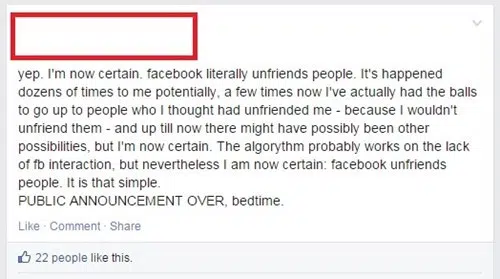 yep. I'm now certain. facebook literally unfriends people. It's happened
dozens of times to me potentially, a few times now I've actually had the balls
to go up to people who I thought had unfriended me - because I wouldn't
unfriend them - and up till now there might have possibly been other
possibilities, but I'm now certain. The algorythm probably works on the lack
of fb interaction, but nevertheless I am now certain: facebook unfriends
people. It is that simple.
PUBLIC ANNOUNCEMENT OVER, bedtime.
Like · Comment · Share
22 people like this.